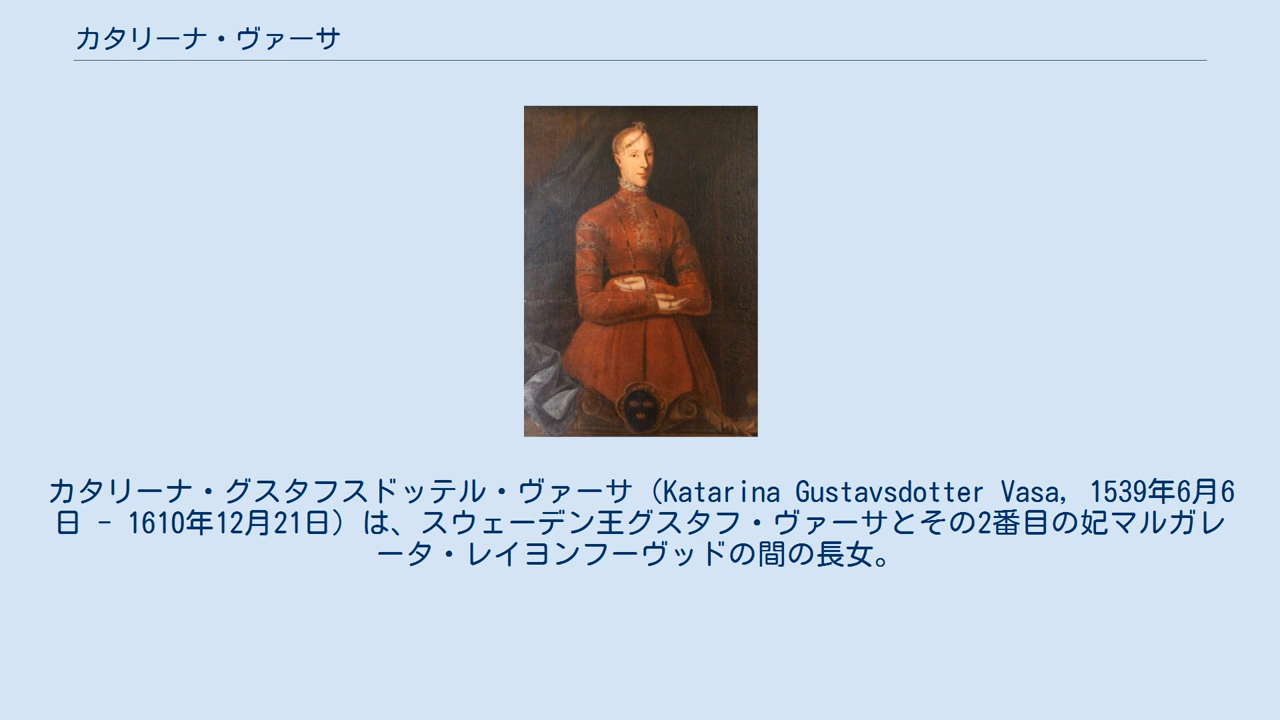 カタリーナ・ヴァーサ
カタリーナ・グスタフスドッテル・ヴァーサ（Katarina Gustavsdotter Vasa, 1539年6月6
日 - 1610年12月21日）は、スウェーデン王グスタフ・ヴァーサとその2番目の妃マルガレ
ータ・レイヨンフーヴッドの間の長女。